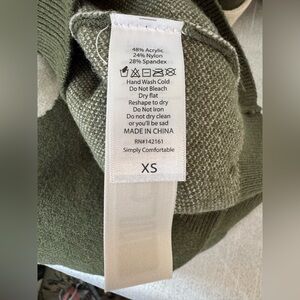 48% Acrylic
24% Nylon
28% Spandex
Hand Wash Cold
Do Not Bleach
Dry flat
Reshape to dry
Do Not Iron
Do not dry clean
or you'll be sad
MADE IN CHINA
RN#142161
Simply Comfortable
XS